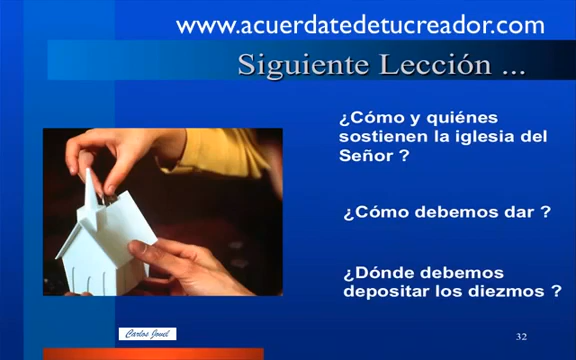 www.acuerdatedetucreador.com
Siguiente Lección ...
¿Cómo y quiénes
sostienen la iglesia del
Señor ?
¿Cómo debemos dar ?
¿Dónde debemos
depositar los diezmos ?
Carlos Jouel
32